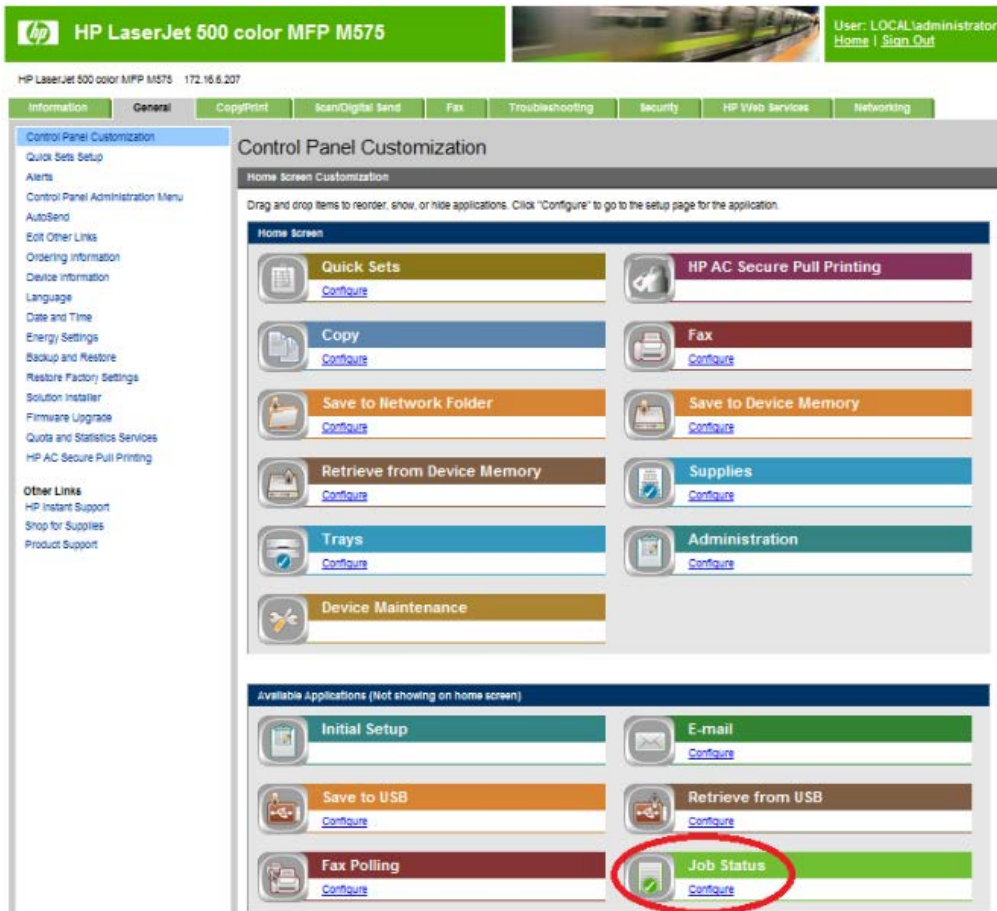 hp HP LaserJet 500 color MFP M575
User: LOCAL\administrator
Home | Sign Out
HP LaserJet 500 color MFP M575 172.16.6.207
Information General Copy/Print Scan/Digital Send Fax Troubleshooting Security HP Web Services Networking
Control Panel Customization
Quick Sets Setup
Alerts
Control Panel Administration Menu
AutoSend
Edit Other Links
Ordering Information
Device Information
Language
Date and Time
Energy Settings
Backup and Restore
Restore Factory Settings
Solution Installer
Firmware Upgrade
Quota and Statistics Services
HP AC Secure Pull Printing
Other Links
HP Instant Support
Shop for Supplies
Product Support
Control Panel Customization
Home Screen Customization
Drag and drop items to reorder, show, or hide applications. Click "Configure" to go to the setup page for the application.
Home Screen
Quick Sets
Configure
HP AC Secure Pull Printing
Copy
Configure
Fax
Configure
Save to Network Folder
Configure
Save to Device Memory
Configure
Retrieve from Device Memory
Configure
Supplies
Configure
Trays
Configure
Administration
Configure
Device Maintenance
Available Applications (Not showing on home screen)
Initial Setup
E-mail
Configure
Save to USB
Configure
Retrieve from USB
Configure
Fax Polling
Configure
Job Status
Configure